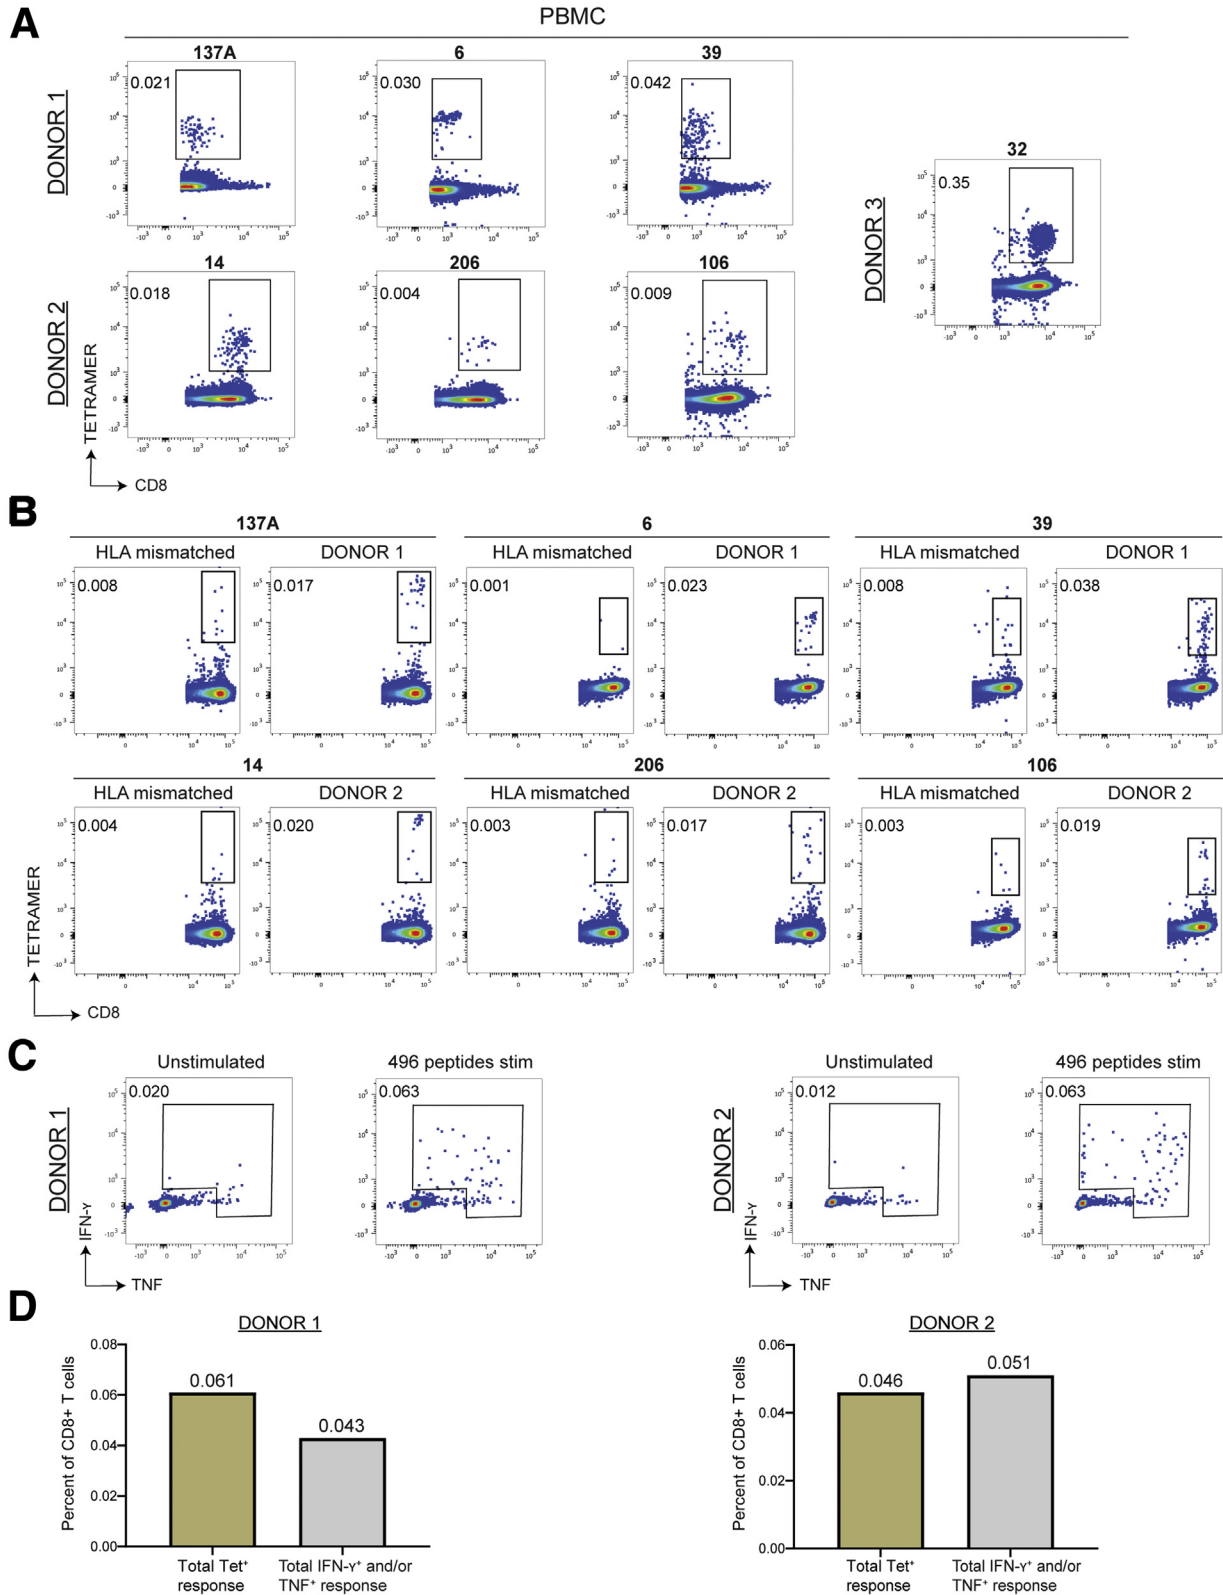 A
PBMC
DONOR 1
137A
0.021
6
0.030
39
0.042
DONOR 3
32
0.35
DONOR 2
14
0.018
206
0.004
106
0.009
TETRAMER
CD8
B
137A
6
39
HLA mismatched
DONOR 1
HLA mismatched
DONOR 1
HLA mismatched
DONOR 1
0.008
0.017
0.001
0.023
0.008
0.038
14
206
106
HLA mismatched
DONOR 2
HLA mismatched
DONOR 2
HLA mismatched
DONOR 2
0.004
0.020
0.003
0.017
0.003
0.019
TETRAMER
CD8
C
Unstimulated
496 peptides stim
Unstimulated
496 peptides stim
DONOR 1
0.020
0.063
DONOR 2
0.012
0.063
IFN-γ
TNF
IFN-γ
TNF
D
DONOR 1
Percent of CD8+ T cells
0.08
0.06
0.04
0.02
0.00
0.061
0.043
Total Tet⁺
response
Total IFN-γ⁺ and/or
TNF⁺ response
DONOR 2
Percent of CD8+ T cells
0.06
0.04
0.02
0.00
0.046
0.051
Total Tet⁺
response
Total IFN-γ⁺ and/or
TNF⁺ response